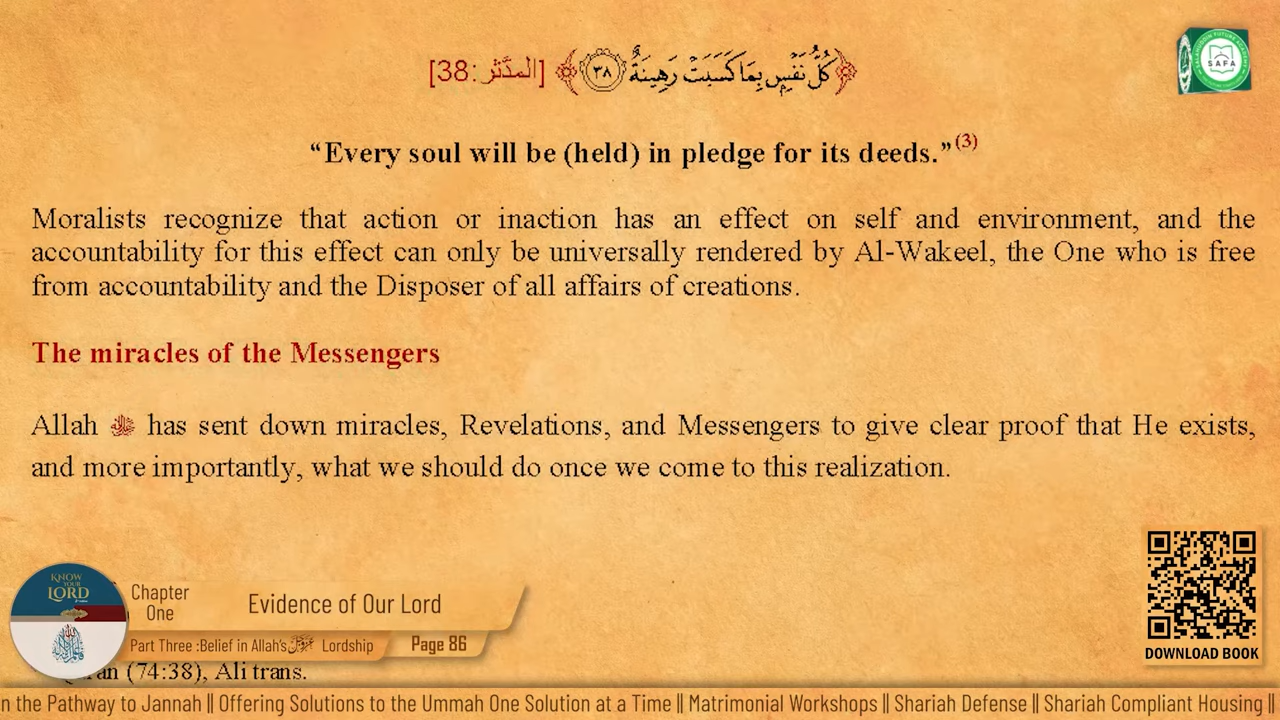 ﴿كُلُّ نَفْسٍۭ بِمَا كَسَبَتْ رَهِينَةٌ ٣٨﴾ [المدَّثر:38]
SAFA
“Every soul will be (held) in pledge for its deeds.”(3)
Moralists recognize that action or inaction has an effect on self and environment, and the
accountability for this effect can only be universally rendered by Al-Wakeel, the One who is free
from accountability and the Disposer of all affairs of creations.
The miracles of the Messengers
Allah ﷻ has sent down miracles, Revelations, and Messengers to give clear proof that He exists,
and more importantly, what we should do once we come to this realization.
KNOW
YOUR
LORD
Chapter
One
Evidence of Our Lord
Part Three :Belief in Allah's Lordship
Page 86
DOWNLOAD BOOK
(74:38), Ali trans.
n the Pathway to Jannah || Offering Solutions to the Ummah One Solution at a Time || Matrimonial Workshops || Shariah Defense || Shariah Compliant Housing ||